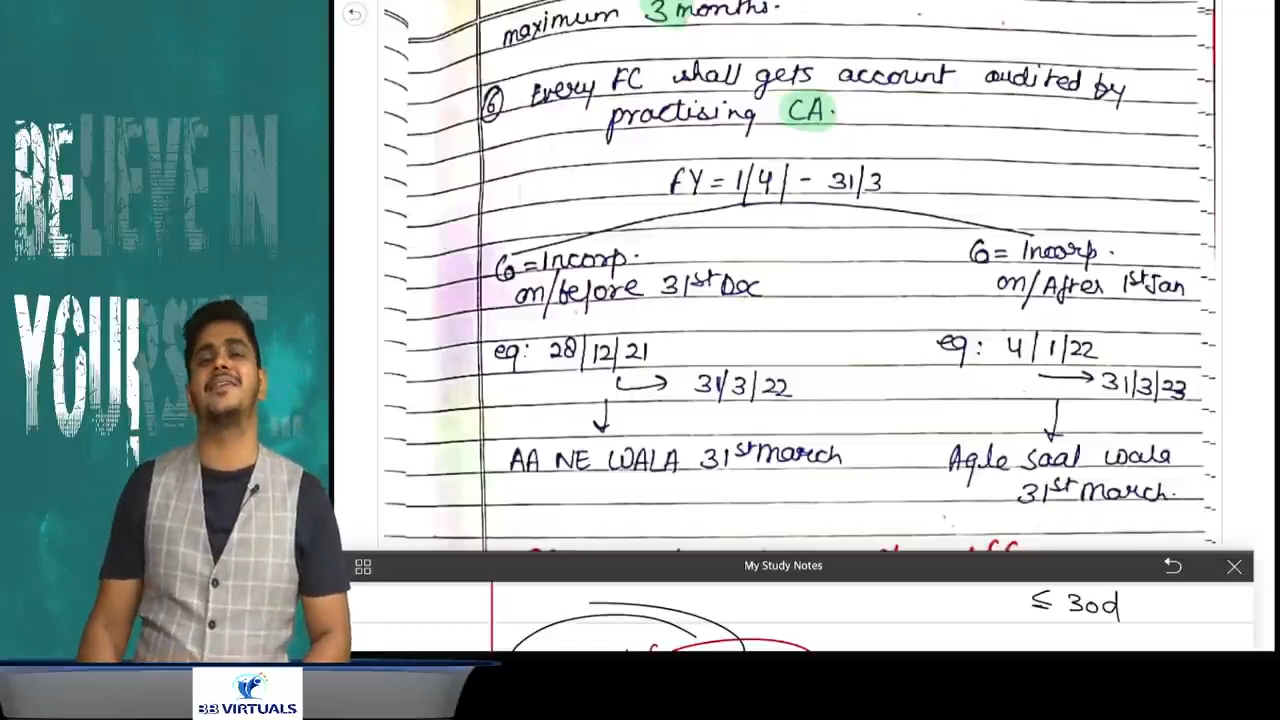 BELIEVE IN
YOURSELF...
maximum 3 months.
⑥ Every FC shall gets account audited by
practising CA.
FY = 1/4/ - 31/3
Co = Incorp.
on/before 31st Dec
Co = Incorp.
on/After 1st Jan
eg: 28/12/21
31/3/22
AA NE WALA 31st March
eg: 4/1/22
31/3/23
Agle saal wala
31st March.
My Study Notes
≤ 30d
BB VIRTUALS